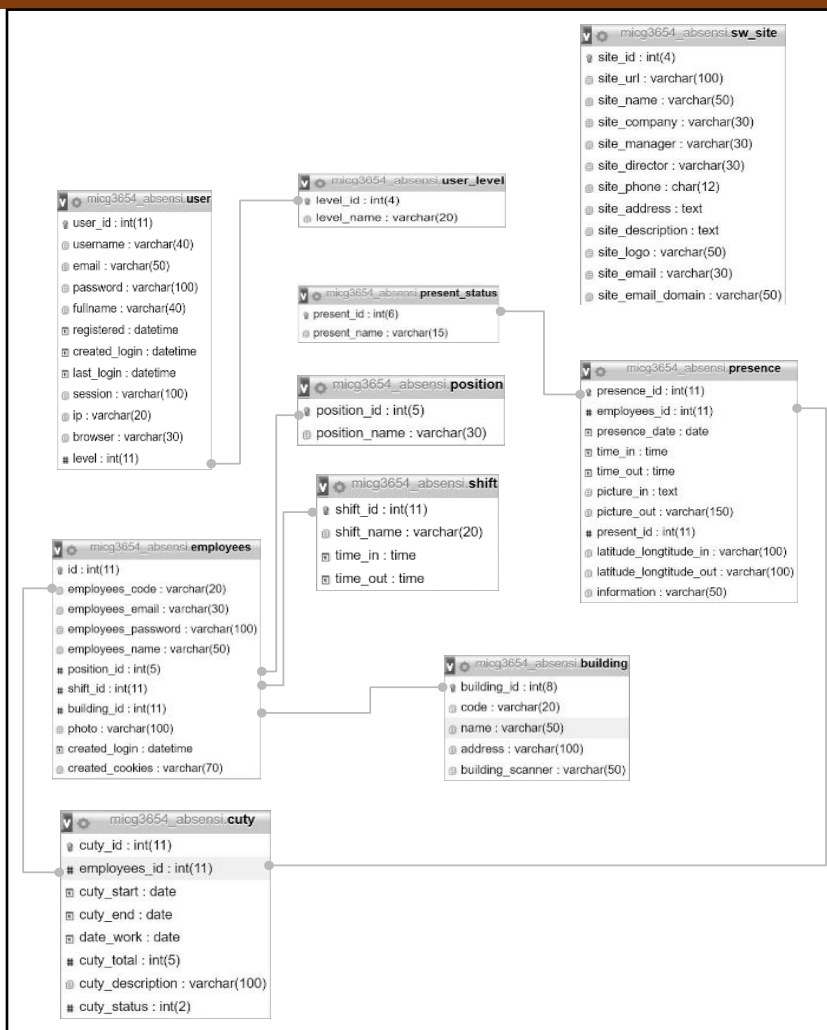 micg3654_absensi.sw_site
site_id : int(4)
site_url : varchar(100)
site_name : varchar(50)
site_company : varchar(30)
site_manager : varchar(30)
site_director : varchar(30)
site_phone : char(12)
site_address : text
site_description : text
site_logo : varchar(50)
site_email : varchar(30)
site_email_domain : varchar(50)
micg3654_absensi.user_level
level_id : int(4)
level_name : varchar(20)
micg3654_absensi.user
user_id : int(11)
username : varchar(40)
email : varchar(50)
password : varchar(100)
fullname : varchar(40)
registered : datetime
created_login : datetime
last_login : datetime
session : varchar(100)
ip : varchar(20)
browser : varchar(30)
# level : int(11)
micg3654_absensi.present_status
present_id : int(6)
present_name : varchar(15)
micg3654_absensi.position
position_id : int(5)
position_name : varchar(30)
micg3654_absensi.presence
presence_id : int(11)
# employees_id : int(11)
presence_date : date
time_in : time
time_out : time
picture_in : text
picture_out : varchar(150)
# present_id : int(11)
latitude_longtitude_in : varchar(100)
latitude_longtitude_out : varchar(100)
information : varchar(50)
micg3654_absensi.shift
shift_id : int(11)
shift_name : varchar(20)
time_in : time
time_out : time
micg3654_absensi.employees
id : int(11)
employees_code : varchar(20)
employees_email : varchar(30)
employees_password : varchar(100)
employees_name : varchar(50)
# position_id : int(5)
# shift_id : int(11)
# building_id : int(11)
photo : varchar(100)
created_login : datetime
created_cookies : varchar(70)
micg3654_absensi.building
building_id : int(8)
code : varchar(20)
name : varchar(50)
address : varchar(100)
building_scanner : varchar(50)
micg3654_absensi.cuty
cuty_id : int(11)
# employees_id : int(11)
cuty_start : date
cuty_end : date
date_work : date
# cuty_total : int(5)
cuty_description : varchar(100)
# cuty_status : int(2)